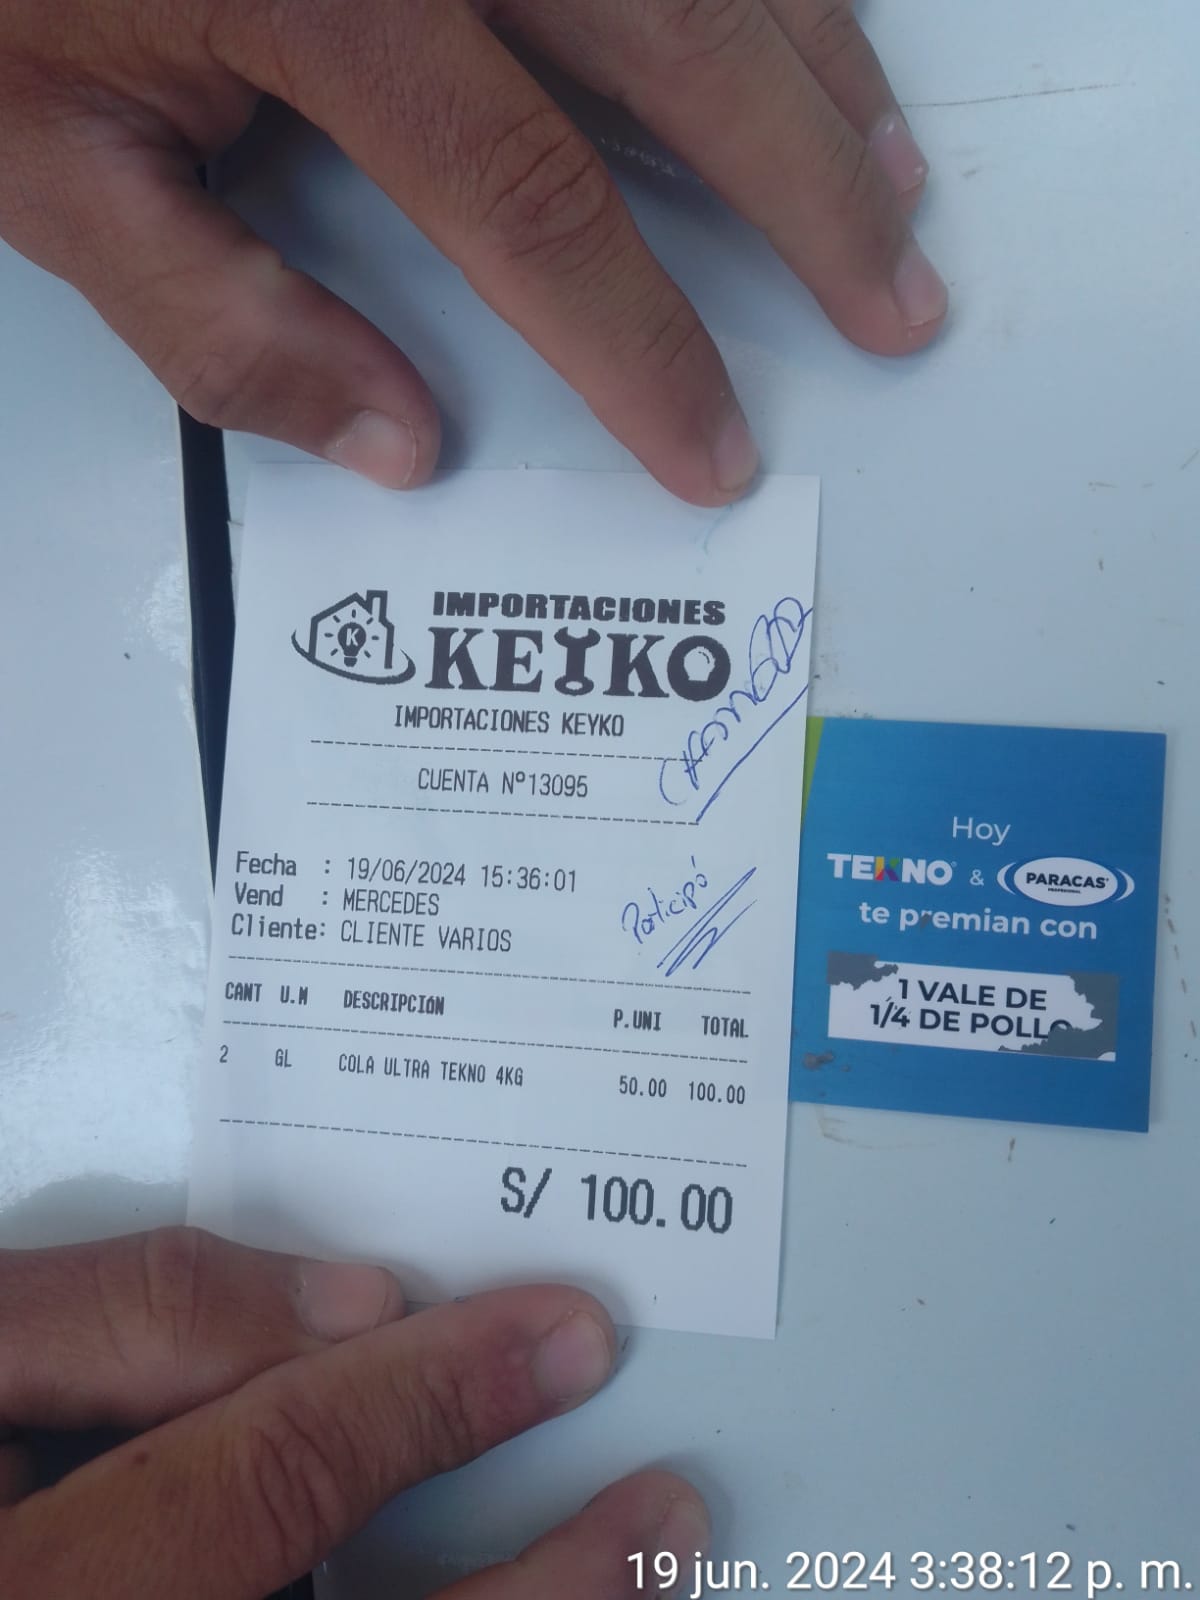 IMPORTACIONES
KEYKO
IMPORTACIONES KEYKO
CUENTA Nº13095
Fecha : 19/06/2024 15:36:01
Vend : MERCEDES
Cliente: CLIENTE VARIOS
Participó
CANT U.M DESCRIPCIÓN P.UNI TOTAL
2 GL COLA ULTRA TEKNO 4KG 50.00 100.00
S/ 100.00
Hoy
TEKNO & PARACAS
PROFESIONAL
te premian con
1 VALE DE
1/4 DE POLLO
19 jun. 2024 3:38:12 p. m.